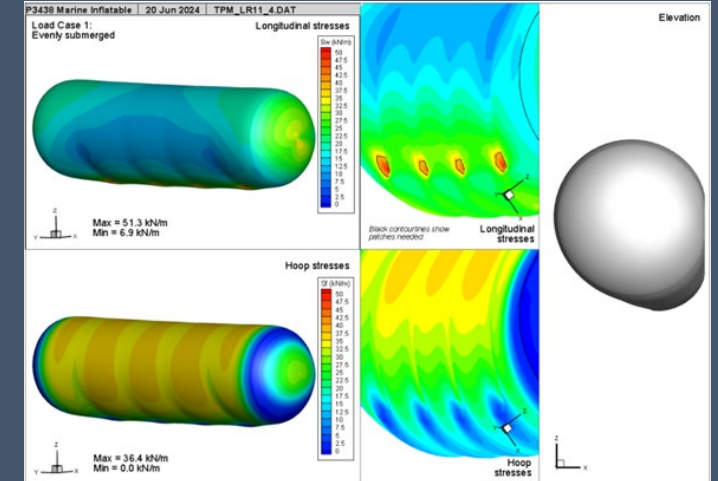 P3438 Marine Inflatable | 20 Jun 2024 | TPM_LR11_4.DAT
Load Case 1:
Evenly submerged
Longitudinal stresses
Sw (kN/m)
50
47.5
45
42.5
40
37.5
35
32.5
30
27.5
25
22.5
20
17.5
15
12.5
10
7.5
5
2.5
0
Z
Y
X
Max = 51.3 kN/m
Min = 6.9 kN/m
Black contourlines show
patches needed
Z
X
Longitudinal
stresses
Elevation
Hoop stresses
Sf (kN/m)
50
47.5
45
42.5
40
37.5
35
32.5
30
27.5
25
22.5
20
17.5
15
12.5
10
7.5
5
2.5
0
Z
Y
X
Max = 36.4 kN/m
Min = 0.0 kN/m
Z
X
Hoop
stresses
Z
X